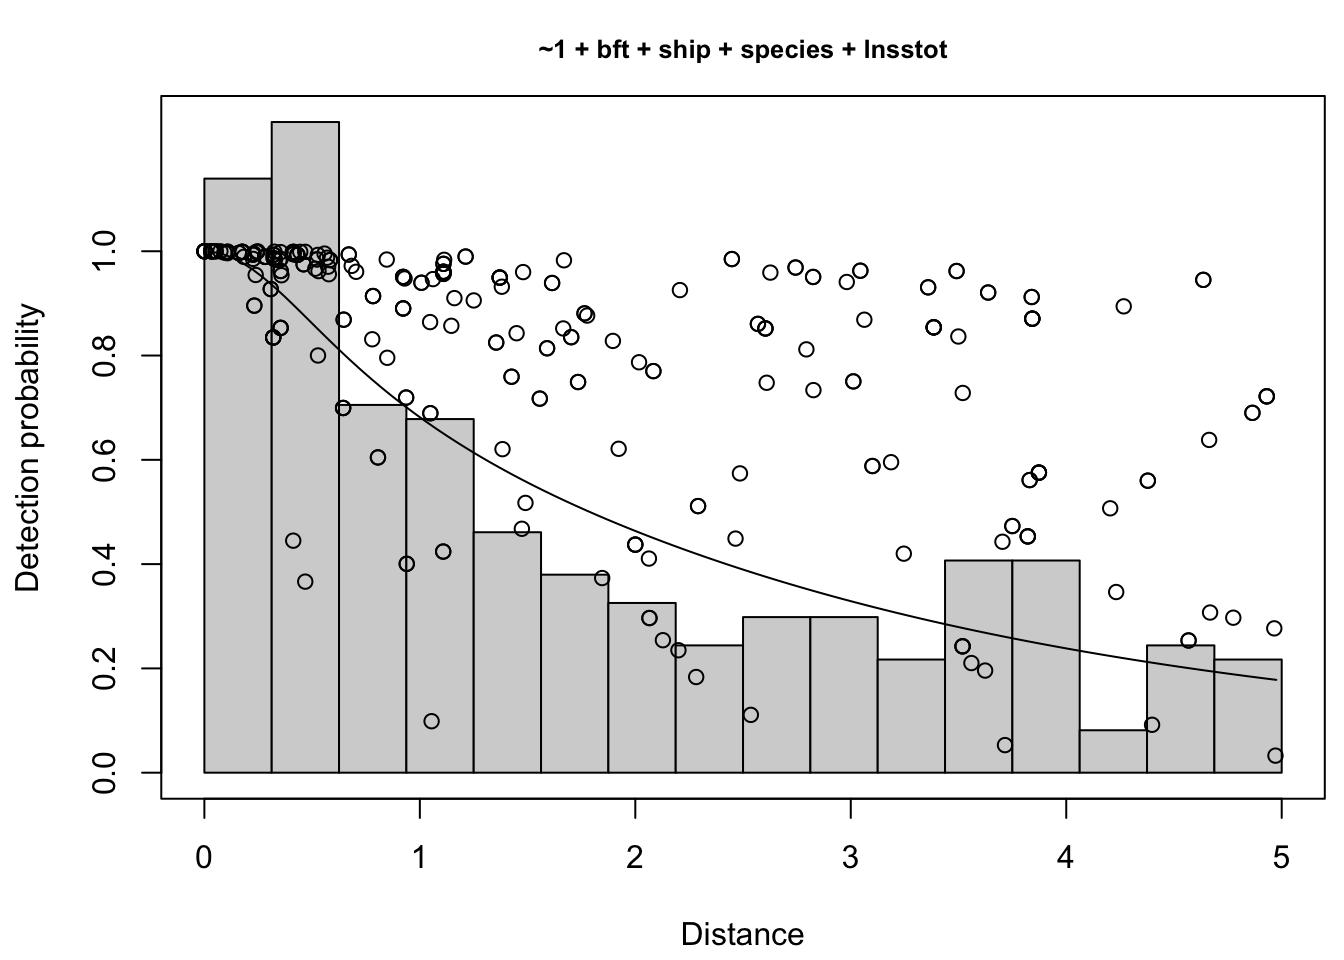 ~1 + bft + ship + species + lnsstot
Detection probability
1.0
0.8
0.6
0.4
0.2
0.0
0 1 2 3 4 5
Distance